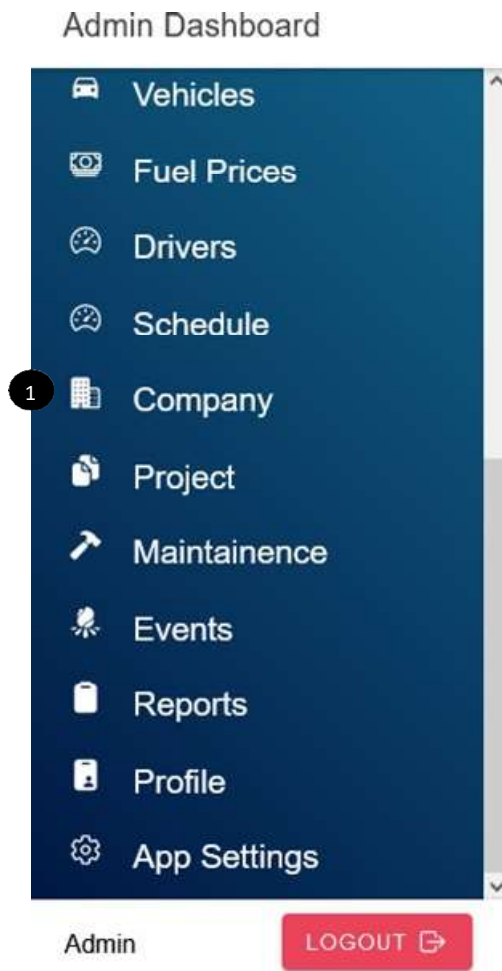 Admin Dashboard
Vehicles
Fuel Prices
Drivers
Schedule
1 Company
Project
Maintainence
Events
Reports
Profile
App Settings
Admin LOGOUT